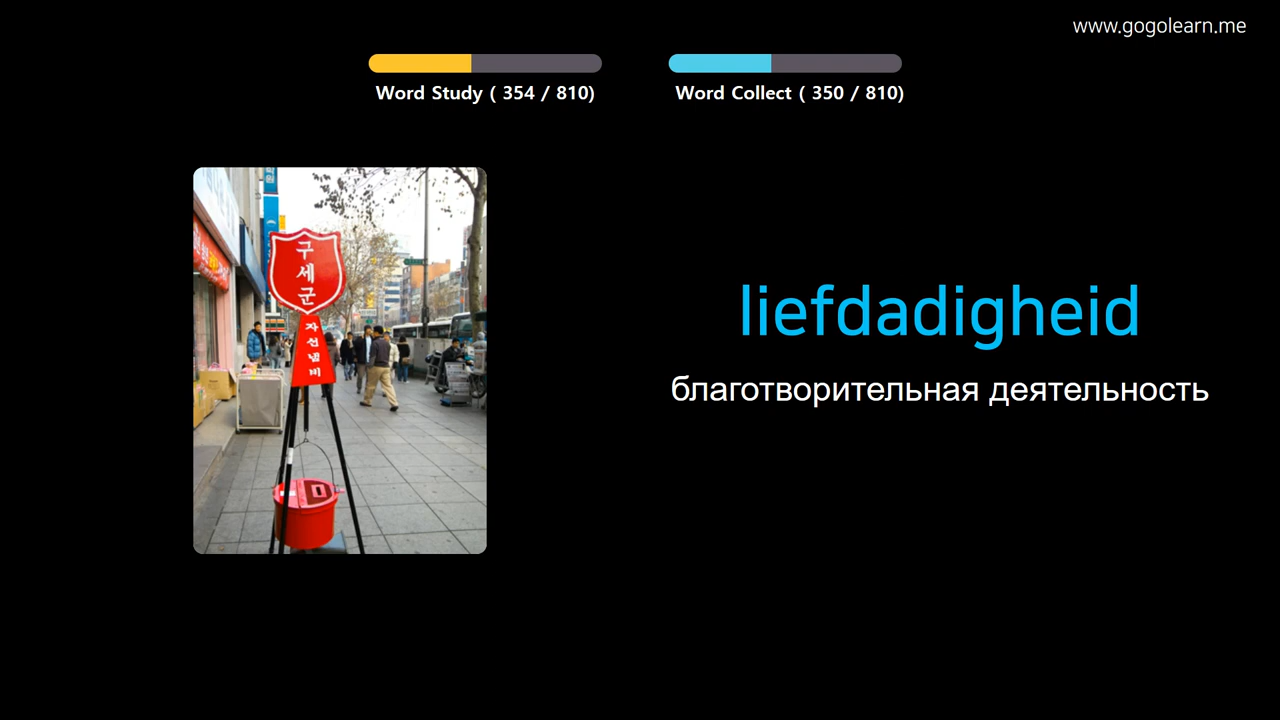 www.gogolearn.me
Word Study ( 354 / 810)
Word Collect ( 350 / 810)
구세군
자선냄비
liefdadigheid
благотворительная деятельность